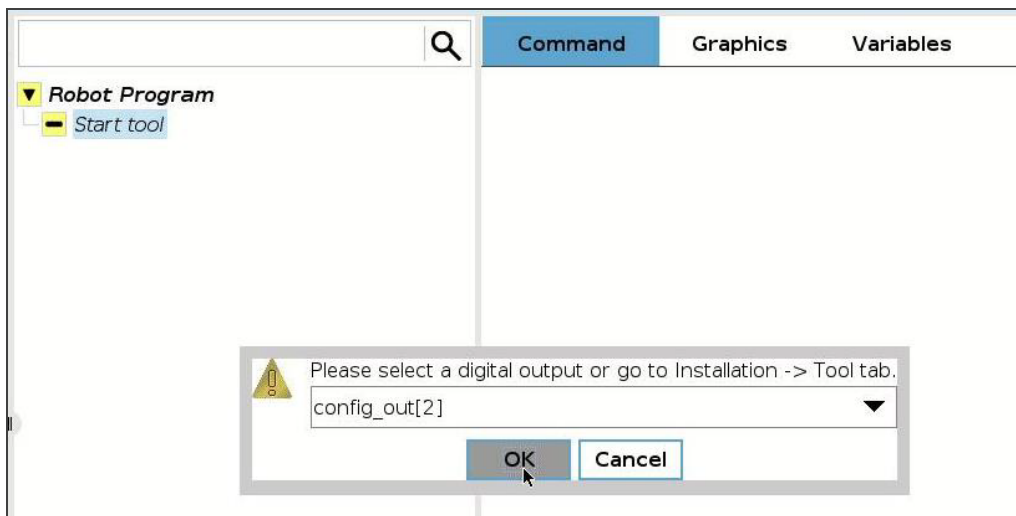 Command Graphics Variables
Robot Program
Start tool
Please select a digital output or go to Installation -> Tool tab.
config_out[2]
OK Cancel